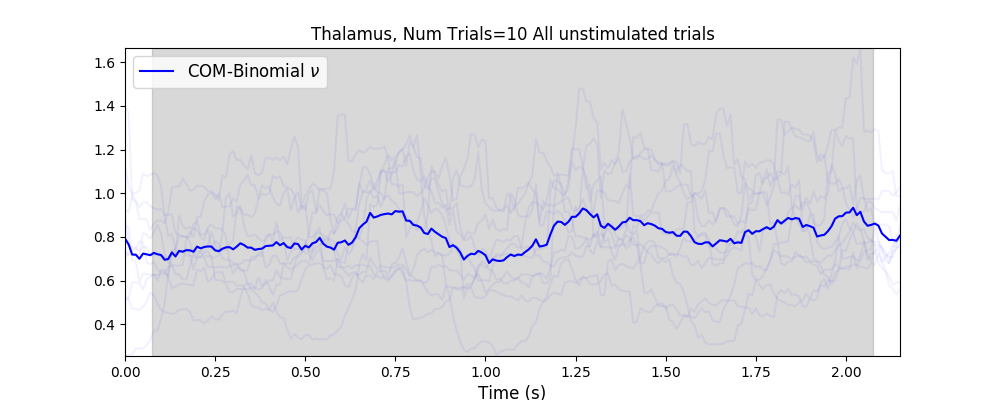 Thalamus, Num Trials=10 All unstimulated trials
COM-Binomial ν
1.6
1.4
1.2
1.0
0.8
0.6
0.4
0.00 0.25 0.50 0.75 1.00 1.25 1.50 1.75 2.00
Time (s)